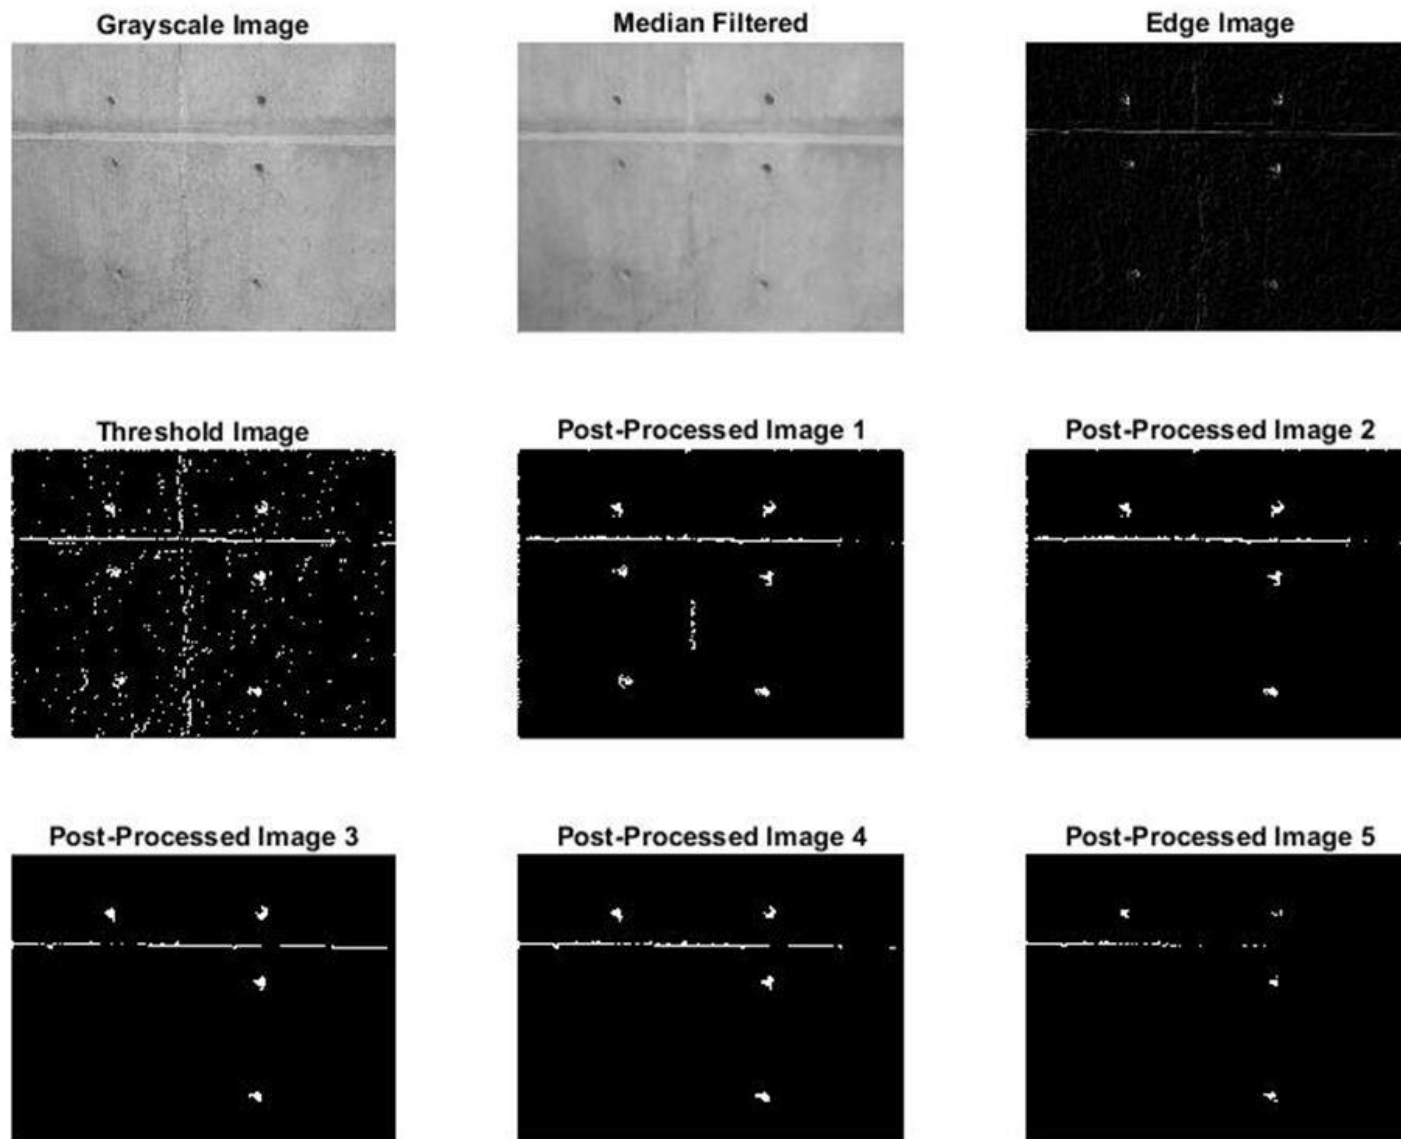 Grayscale Image
Median Filtered
Edge Image
Threshold Image
Post-Processed Image 1
Post-Processed Image 2
Post-Processed Image 3
Post-Processed Image 4
Post-Processed Image 5